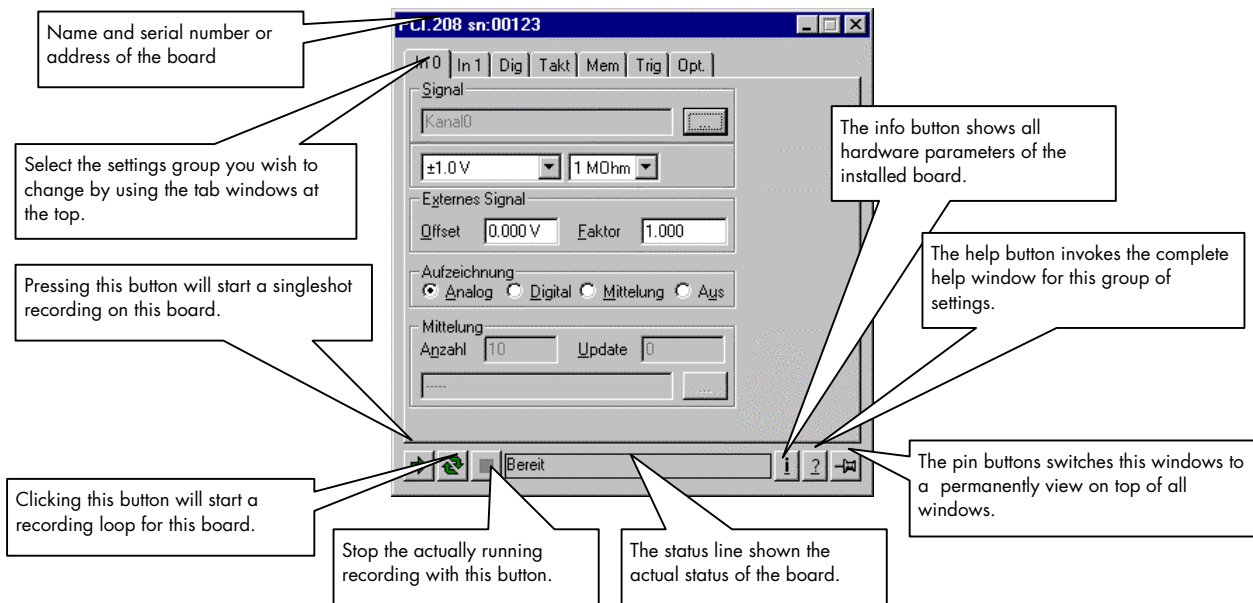 Name and serial number or
address of the board
PCI.208 sn:00123
In 0 In 1 Dig Takt Mem Trig Opt.
Signal
Kanal0
...
±1.0 V 1 MOhm
Externes Signal
Offset 0.000 V Faktor 1.000
Aufzeichnung
Analog Digital Mittelung Aus
Mittelung
Anzahl 10 Update 0
----- ...
Bereit i ?
Select the settings group you wish to
change by using the tab windows at
the top.
Pressing this button will start a singleshot
recording on this board.
Clicking this button will start a
recording loop for this board.
Stop the actually running
recording with this button.
The status line shown the
actual status of the board.
The info button shows all
hardware parameters of the
installed board.
The help button invokes the complete
help window for this group of
settings.
The pin buttons switches this windows to
a permanently view on top of all
windows.